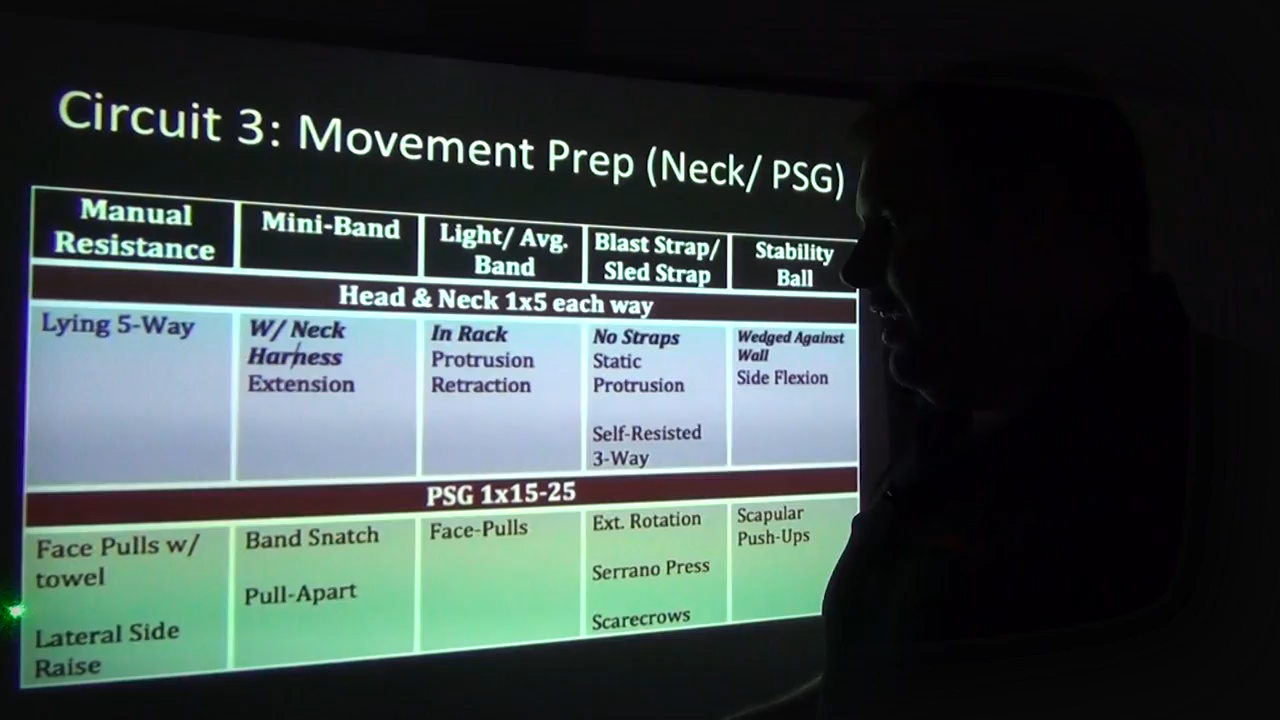 Circuit 3: Movement Prep (Neck/ PSG)
Manual
Resistance
Mini-Band
Light/ Avg.
Band
Blast Strap/
Sled Strap
Stability
Ball
Head & Neck 1x5 each way
Lying 5-Way
W/ Neck
Harness
Extension
In Rack
Protrusion
Retraction
No Straps
Static
Protrusion
Self-Resisted
3-Way
Wedged Against
Wall
Side Flexion
PSG 1x15-25
Face Pulls w/
towel
Lateral Side
Raise
Band Snatch
Pull-Apart
Face-Pulls
Ext. Rotation
Serrano Press
Scarecrows
Scapular
Push-Ups